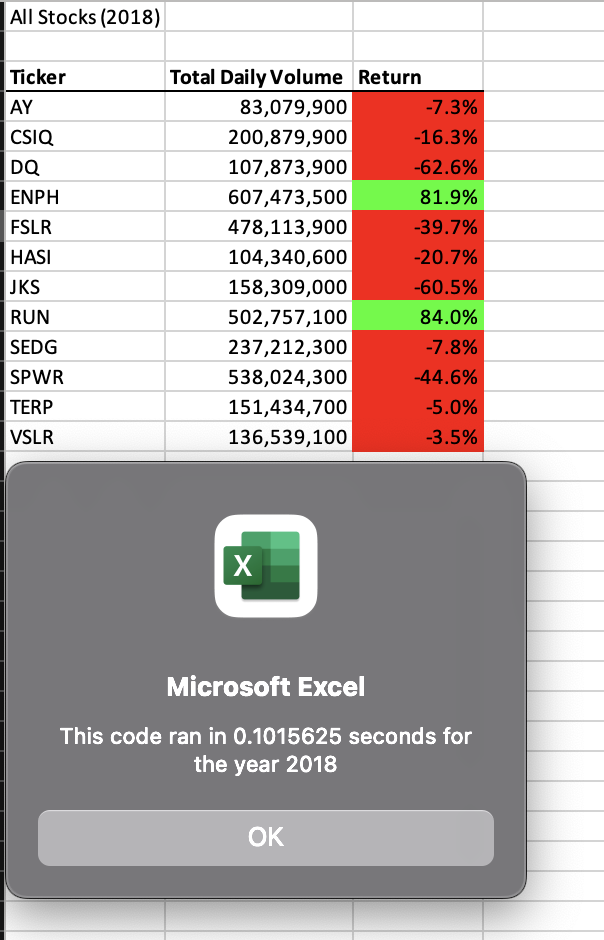 All Stocks (2018)
Ticker Total Daily Volume Return
AY 83,079,900 -7.3%
CSIQ 200,879,900 -16.3%
DQ 107,873,900 -62.6%
ENPH 607,473,500 81.9%
FSLR 478,113,900 -39.7%
HASI 104,340,600 -20.7%
JKS 158,309,000 -60.5%
RUN 502,757,100 84.0%
SEDG 237,212,300 -7.8%
SPWR 538,024,300 -44.6%
TERP 151,434,700 -5.0%
VSLR 136,539,100 -3.5%
X
Microsoft Excel
This code ran in 0.1015625 seconds for
the year 2018
OK